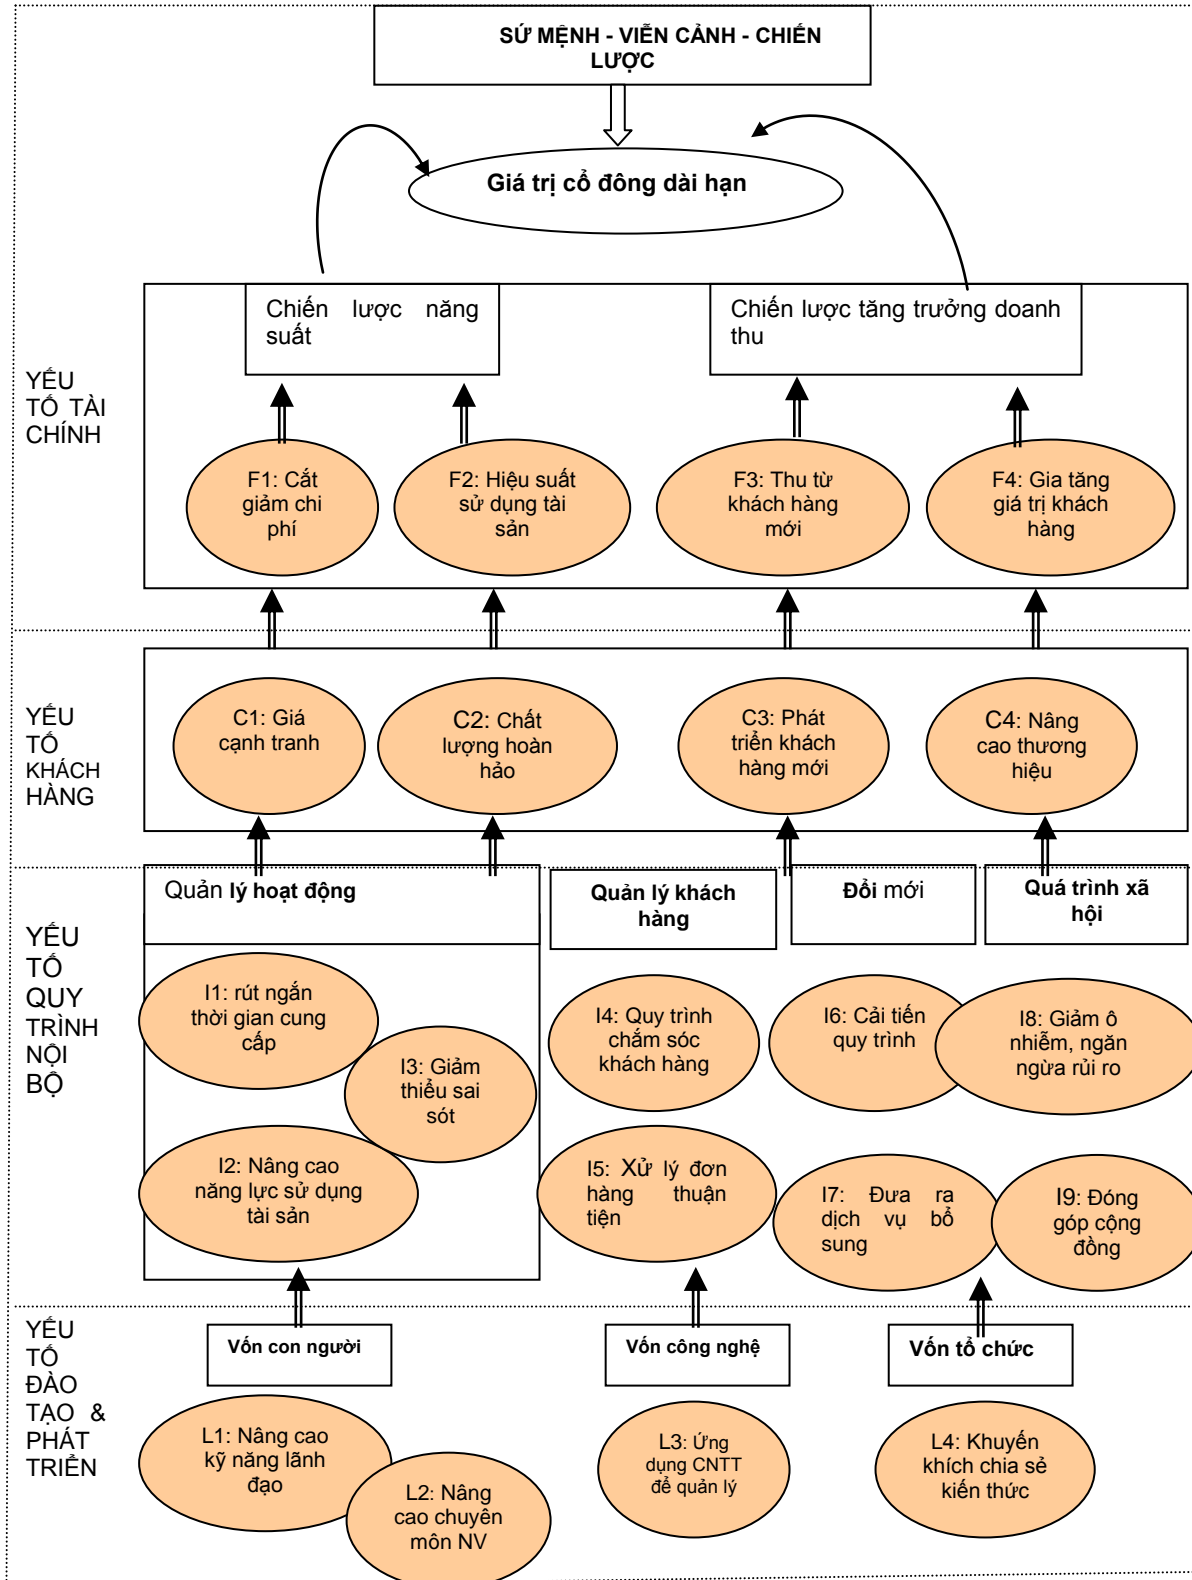 SỨ MỆNH - VIỄN CẢNH - CHIẾN
LƯỢC
Giá trị cổ đông dài hạn
Chiến lược năng
suất
Chiến lược tăng trưởng doanh
thu
YẾU
TỐ TÀI
CHÍNH
F1: Cắt
giảm chi
phí
F2: Hiệu suất
sử dụng tài
sản
F3: Thu từ
khách hàng
mới
F4: Gia tăng
giá trị khách
hàng
YẾU
TỐ
KHÁCH
HÀNG
C1: Giá
cạnh tranh
C2: Chất
lượng hoàn
hảo
C3: Phát
triển khách
hàng mới
C4: Nâng
cao thương
hiệu
YẾU
TỐ
QUY
TRÌNH
NỘI
BỘ
Quản lý hoạt động
Quản lý khách
hàng
Đổi mới
Quá trình xã
hội
I1: rút ngắn
thời gian cung
cấp
I3: Giảm
thiểu sai
sót
I2: Nâng cao
năng lực sử dụng
tài sản
I4: Quy trình
chắm sóc
khách hàng
I5: Xử lý đơn
hàng thuận
tiện
I6: Cải tiến
quy trình
I7: Đưa ra
dịch vụ bổ
sung
I8: Giảm ô
nhiễm, ngăn
ngừa rủi ro
I9: Đóng
góp cộng
đồng
YẾU
TỐ
ĐÀO
TẠO &
PHÁT
TRIỂN
Vốn con người
Vốn công nghệ
Vốn tổ chức
L1: Nâng cao
kỹ năng lãnh
đạo
L2: Nâng
cao chuyên
môn NV
L3: Ứng
dụng CNTT
để quản lý
L4: Khuyến
khích chia sẻ
kiến thức